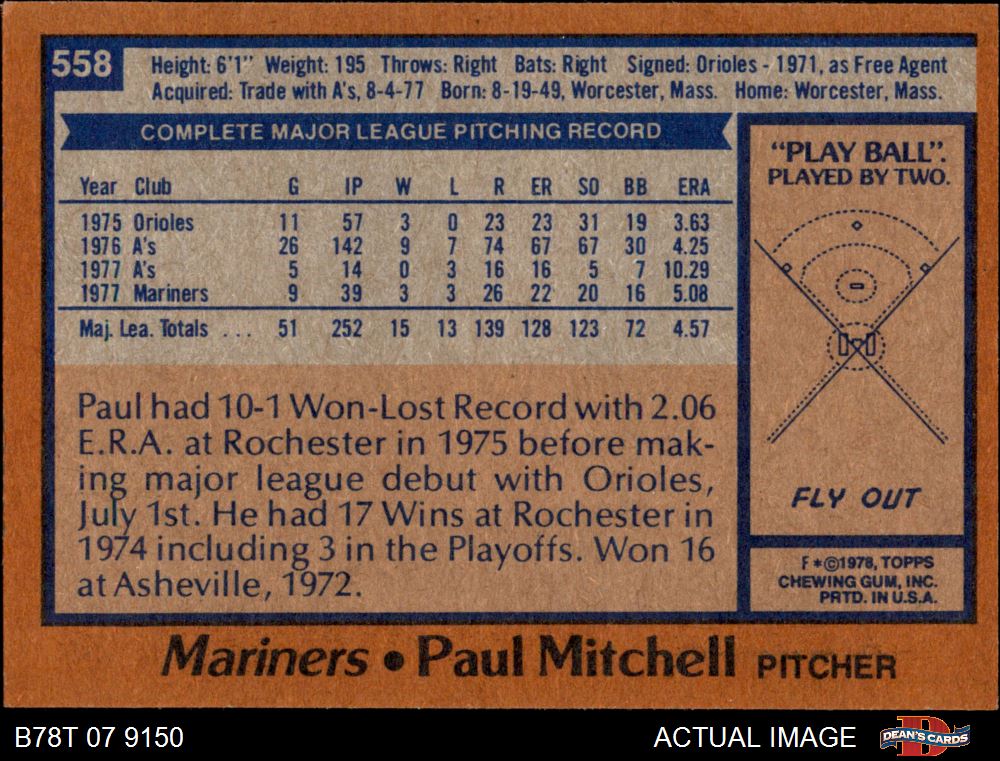 558
Height: 6'1" Weight: 195 Throws: Right Bats: Right Signed: Orioles - 1971, as Free Agent
Acquired: Trade with A's, 8-4-77 Born: 8-19-49, Worcester, Mass. Home: Worcester, Mass.
COMPLETE MAJOR LEAGUE PITCHING RECORD
Year Club G IP W L R ER SO BB ERA
1975 Orioles 11 57 3 0 23 23 31 19 3.63
1976 A's 26 142 9 7 74 67 67 30 4.25
1977 A's 5 14 0 3 16 16 5 7 10.29
1977 Mariners 9 39 3 3 26 22 20 16 5.08
Maj. Lea. Totals . . . 51 252 15 13 139 128 123 72 4.57
Paul had 10-1 Won-Lost Record with 2.06
E.R.A. at Rochester in 1975 before mak-
ing major league debut with Orioles,
July 1st. He had 17 Wins at Rochester in
1974 including 3 in the Playoffs. Won 16
at Asheville, 1972.
"PLAY BALL".
PLAYED BY TWO.
FLY OUT
F*©1978, TOPPS
CHEWING GUM, INC.
PRTD. IN U.S.A.
Mariners • Paul Mitchell PITCHER
B78T 07 9150
ACTUAL IMAGE
DEAN'S CARDS